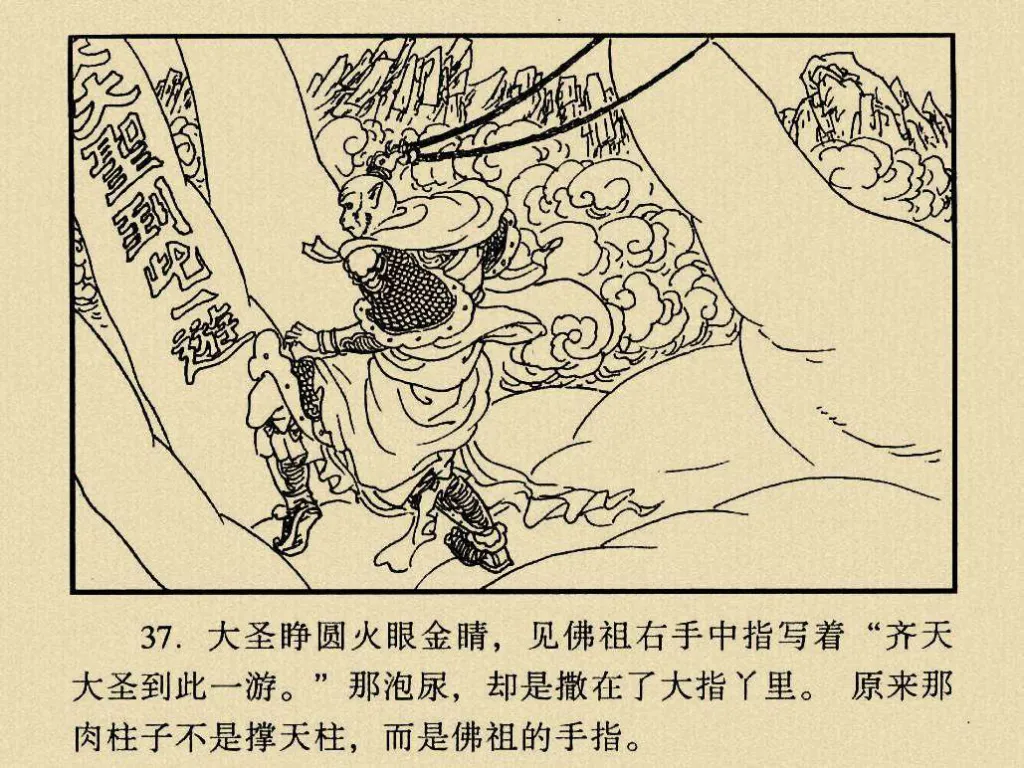 大聖到此一游
37. 大圣睁圆火眼金睛，见佛祖右手中指写着“齐天
大圣到此一游。”那泡尿，却是撒在了大指丫里。 原来那
肉柱子不是撑天柱，而是佛祖的手指。